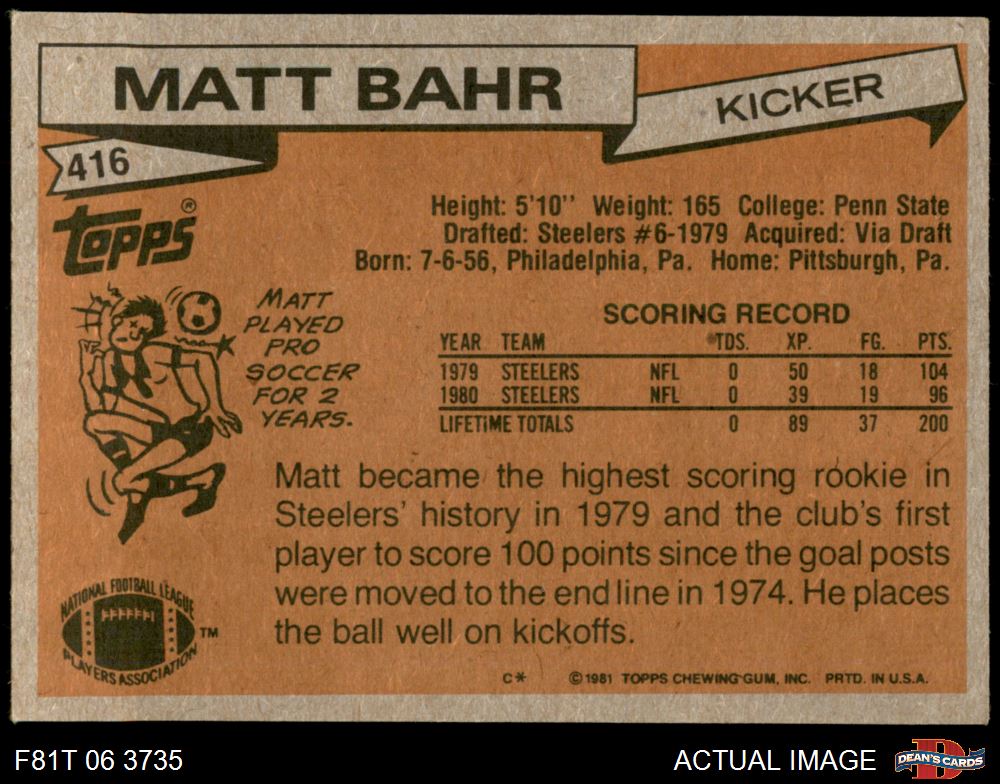 MATT BAHR
KICKER
416
TOPPS®
Height: 5'10'' Weight: 165 College: Penn State
Drafted: Steelers #6-1979 Acquired: Via Draft
Born: 7-6-56, Philadelphia, Pa. Home: Pittsburgh, Pa.
MATT
PLAYED
PRO
SOCCER
FOR 2
YEARS.
SCORING RECORD
YEAR TEAM TDS. XP. FG. PTS.
1979 STEELERS NFL 0 50 18 104
1980 STEELERS NFL 0 39 19 96
LIFETIME TOTALS 0 89 37 200
Matt became the highest scoring rookie in
Steelers' history in 1979 and the club's first
player to score 100 points since the goal posts
were moved to the end line in 1974. He places
the ball well on kickoffs.
NATIONAL FOOTBALL LEAGUE
PLAYERS ASSOCIATION
TM
C* ©1981 TOPPS CHEWING GUM, INC. PRTD. IN U.S.A.
F81T 06 3735
ACTUAL IMAGE
D
DEAN'S CARDS